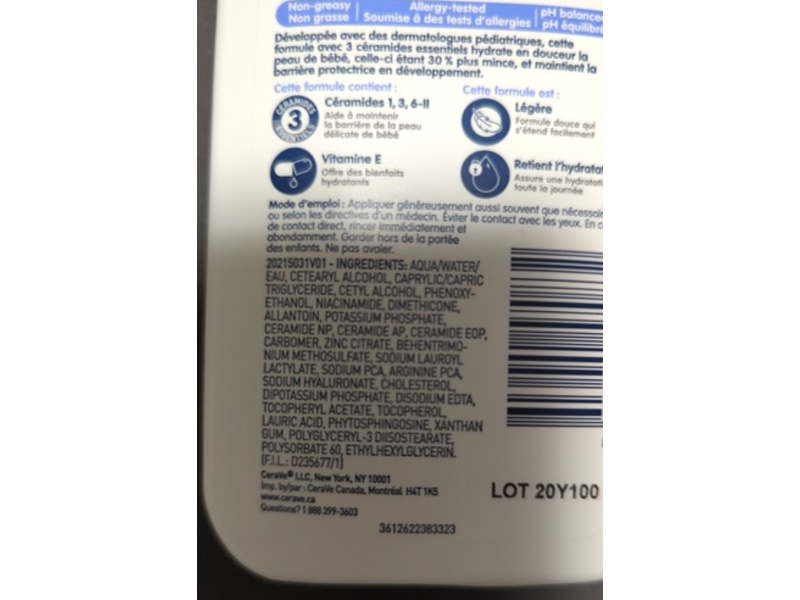 Non-greasy
Non grasse
Allergy-tested
Soumise à des tests d'allergies
pH balance
pH équilibr
Développée avec des dermatologues pédiatriques, cette
formule avec 3 céramides essentiels hydrate en douceur la
peau de bébé, celle-ci étant 30 % plus mince, et maintient la
barrière protectrice en développement.
Cette formule contient :
CÉRAMIDES
3
ESSENTIELS
Céramides 1, 3, 6-II
Aide à maintenir
la barrière de la peau
délicate de bébé
Vitamine E
Offre des bienfaits
hydratants
Cette formule est :
Légère
Formule douce qui
s'étend facilement
Retient l'hydratat
Assure une hydratati
toute la journée
Mode d'emploi : Appliquer généreusement aussi souvent que nécessair
ou selon les directives d'un médecin. Éviter le contact avec les yeux. En c
de contact direct, rincer immédiatement et
abondamment. Garder hors de la portée
des enfants. Ne pas avaler.
20215031V01 - INGREDIENTS: AQUA/WATER/
EAU, CETEARYL ALCOHOL, CAPRYLIC/CAPRIC
TRIGLYCERIDE, CETYL ALCOHOL, PHENOXY-
ETHANOL, NIACINAMIDE, DIMETHICONE,
ALLANTOIN, POTASSIUM PHOSPHATE,
CERAMIDE NP, CERAMIDE AP, CERAMIDE EOP,
CARBOMER, ZINC CITRATE, BEHENTRIMO-
NIUM METHOSULFATE, SODIUM LAUROYL
LACTYLATE, SODIUM PCA, ARGININE PCA,
SODIUM HYALURONATE, CHOLESTEROL,
DIPOTASSIUM PHOSPHATE, DISODIUM EDTA,
TOCOPHERYL ACETATE, TOCOPHEROL,
LAURIC ACID, PHYTOSPHINGOSINE, XANTHAN
GUM, POLYGLYCERYL-3 DIISOSTEARATE,
POLYSORBATE 60, ETHYLHEXYLGLYCERIN.
(F.I.L.: D235677/1)
CeraVe® LLC, New York, NY 10001
Imp. by/par : CeraVe Canada, Montréal H4T 1K5
www.cerave.ca
Questions? 1 888 399-3603
3612622383323
LOT 20Y100